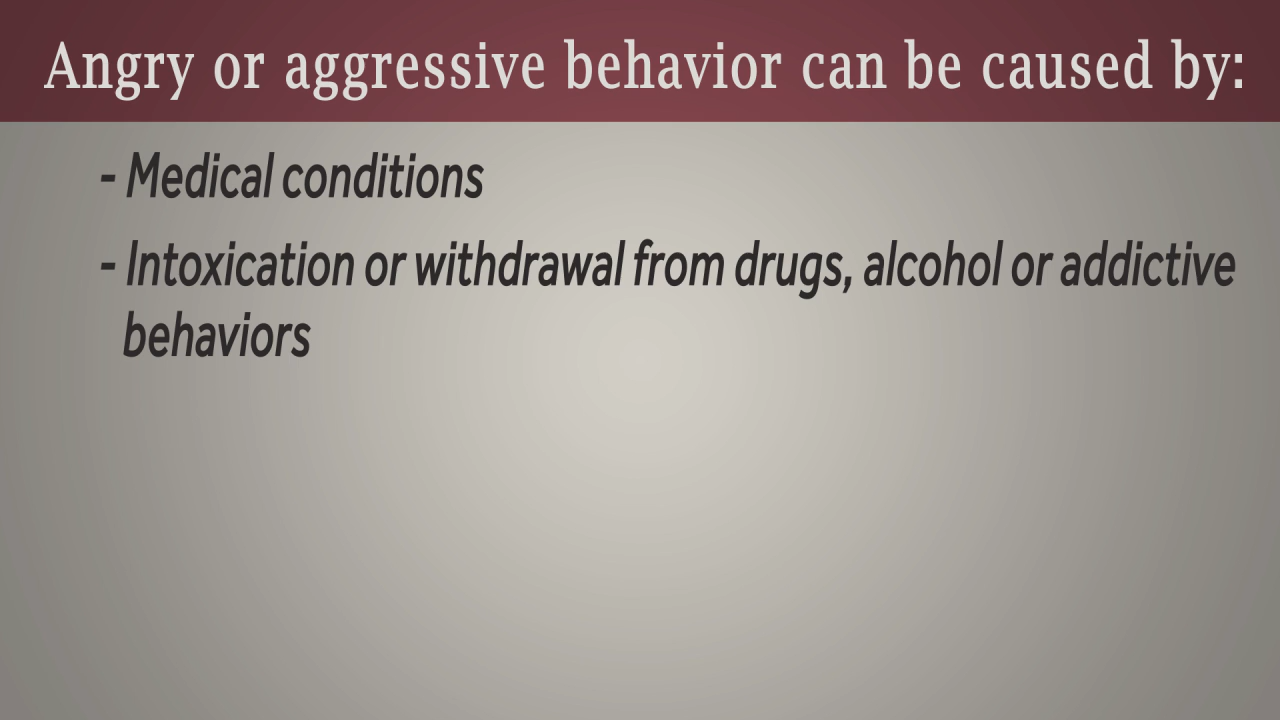 Angry or aggressive behavior can be caused by:
- Medical conditions
- Intoxication or withdrawal from drugs, alcohol or addictive
behaviors